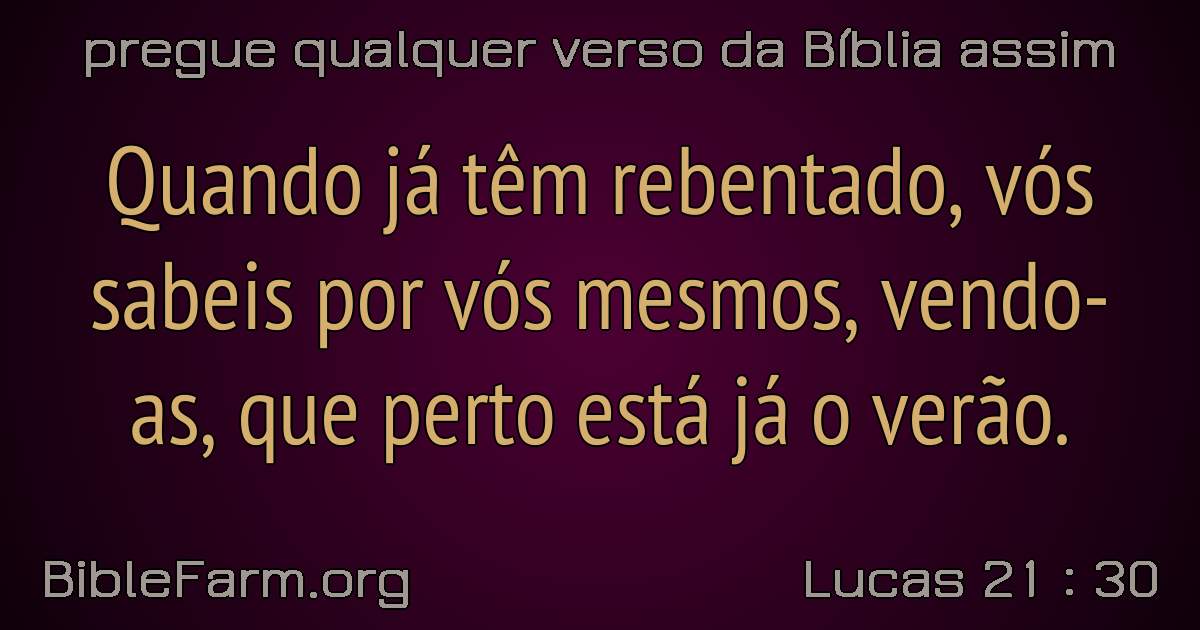 pregue qualquer verso da Bíblia assim
Quando já têm rebentado, vós
sabeis por vós mesmos, vendo-
as, que perto está já o verão.
BibleFarm.org
Lucas 21 : 30